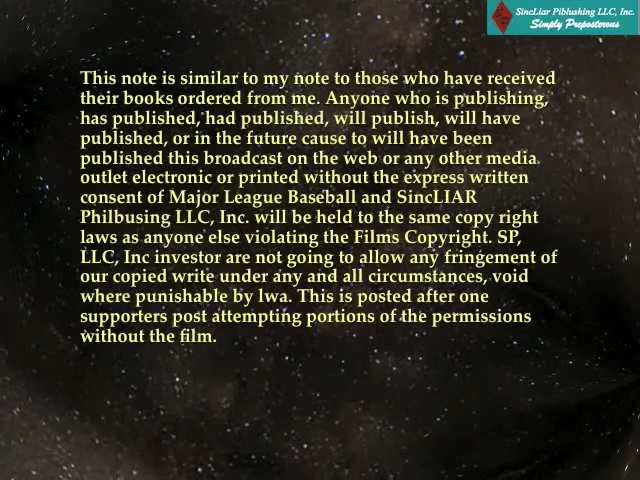 SincLiar Piblushing LLC, Inc.
Simply Preposterous
This note is similar to my note to those who have received
their books ordered from me. Anyone who is publishing,
has published, had published, will publish, will have
published, or in the future cause to will have been
published this broadcast on the web or any other media
outlet electronic or printed without the express written
consent of Major League Baseball and SincLIAR
Philbusing LLC, Inc. will be held to the same copy right
laws as anyone else violating the Films Copyright. SP,
LLC, Inc investor are not going to allow any fringement of
our copied write under any and all circumstances, void
where punishable by lwa. This is posted after one
supporters post attempting portions of the permissions
without the film.